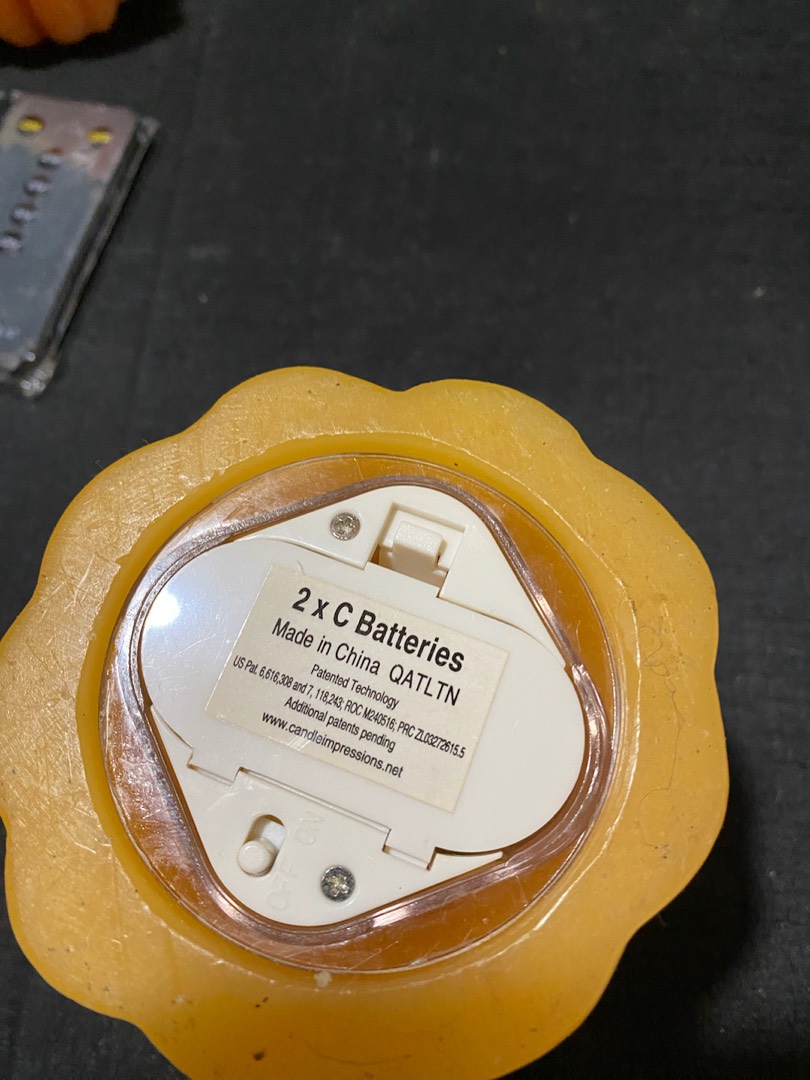 2 x C Batteries
Made in China QATLTN
Patented Technology
US Pat. 6,616,308 and 7,118,243; ROC M240516; PRC ZL03272615.5
Additional patents pending
www.candleimpressions.net
OFF ON